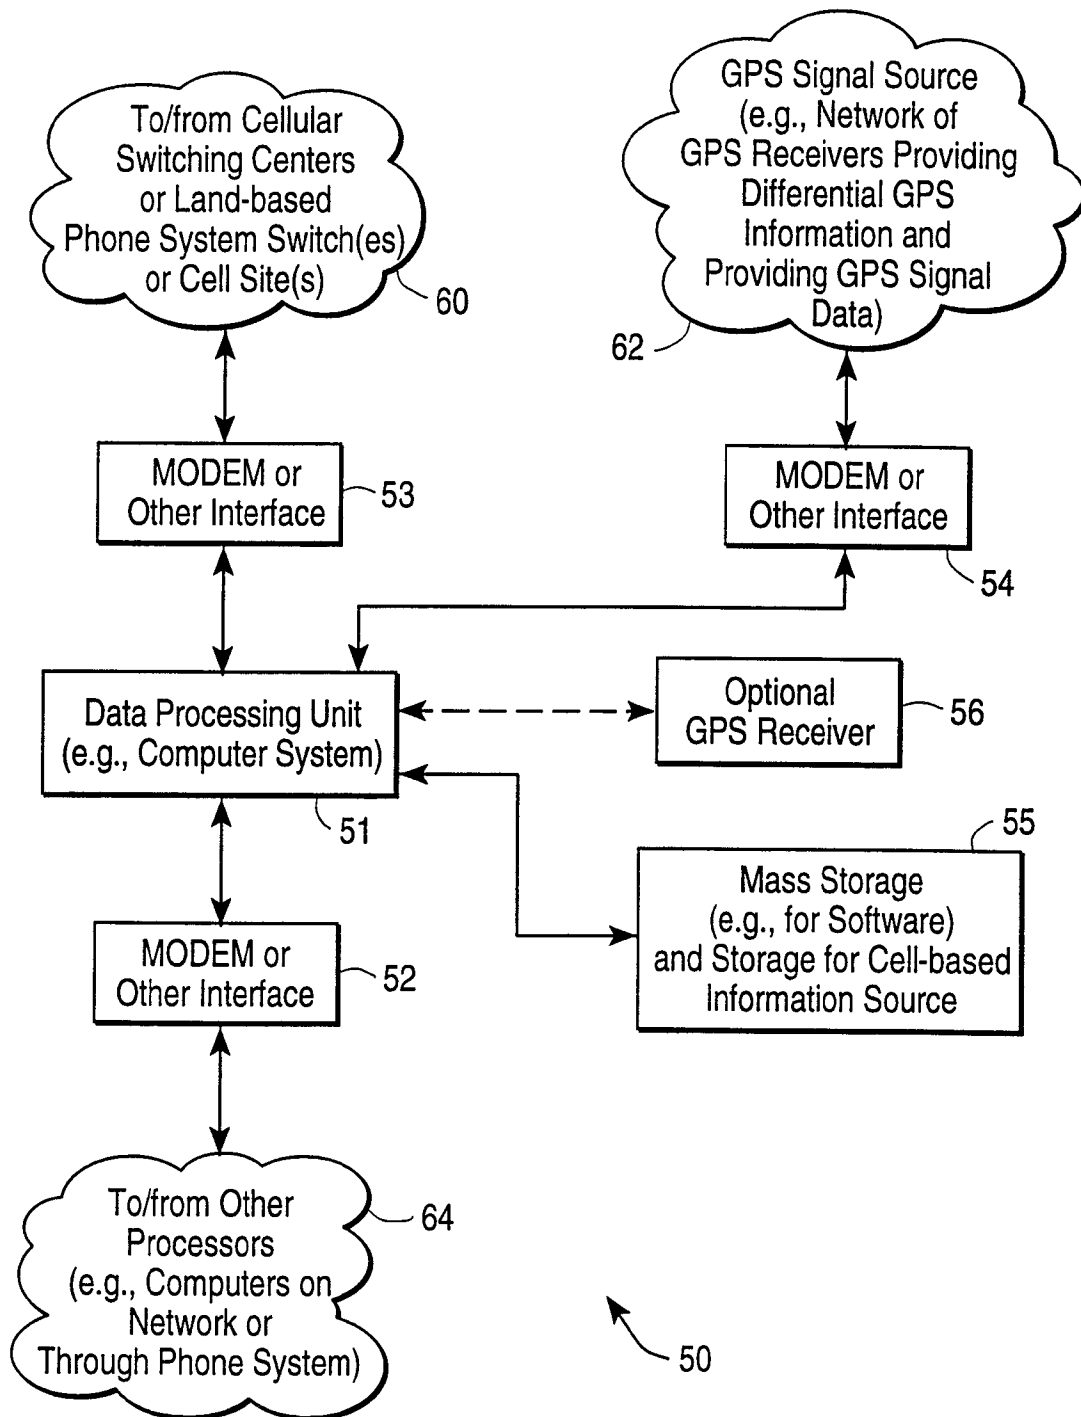 To/from Cellular
Switching Centers
or Land-based
Phone System Switch(es)
or Cell Site(s)
60
GPS Signal Source
(e.g., Network of
GPS Receivers Providing
Differential GPS
Information and
Providing GPS Signal
Data)
62
MODEM or
Other Interface
53
MODEM or
Other Interface
54
Data Processing Unit
(e.g., Computer System)
51
Optional
GPS Receiver
56
55
Mass Storage
(e.g., for Software)
and Storage for Cell-based
Information Source
MODEM or
Other Interface
52
To/from Other
Processors
(e.g., Computers on
Network or
Through Phone System)
64
50